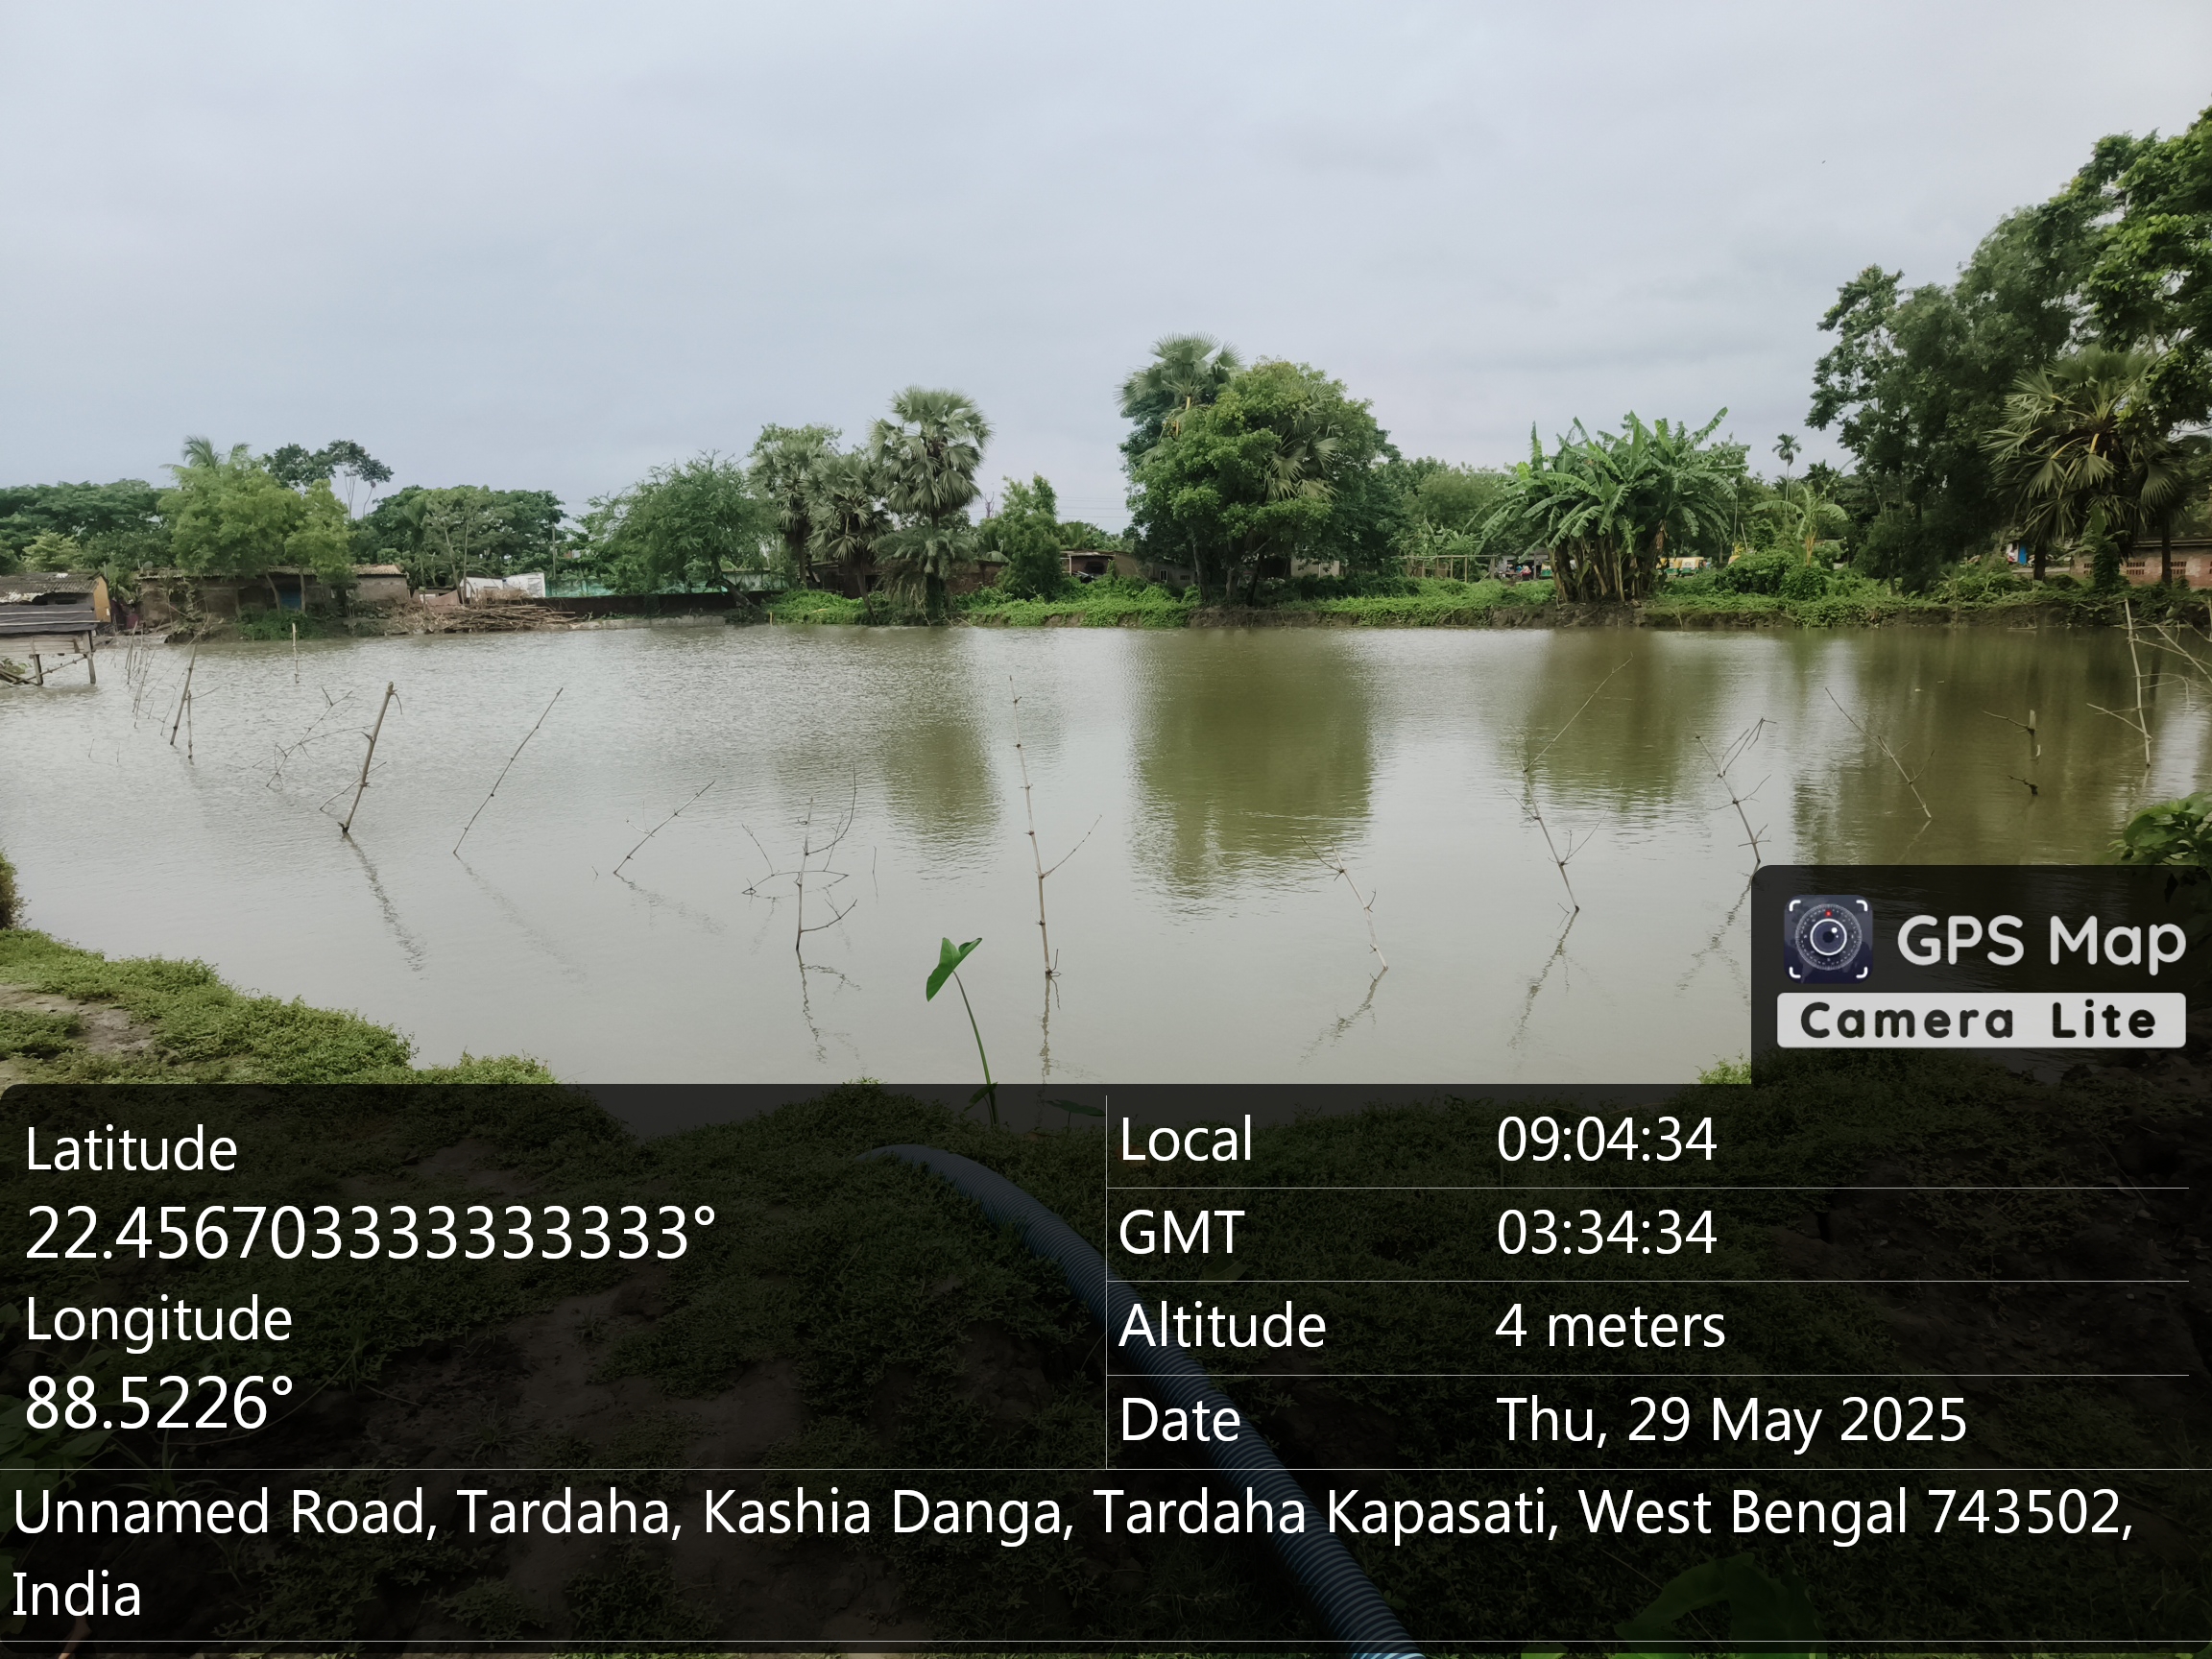 GPS Map
Camera Lite
Latitude
22.456703333333333°
Longitude
88.5226°
Local 09:04:34
GMT 03:34:34
Altitude 4 meters
Date Thu, 29 May 2025
Unnamed Road, Tardaha, Kashia Danga, Tardaha Kapasati, West Bengal 743502,
India